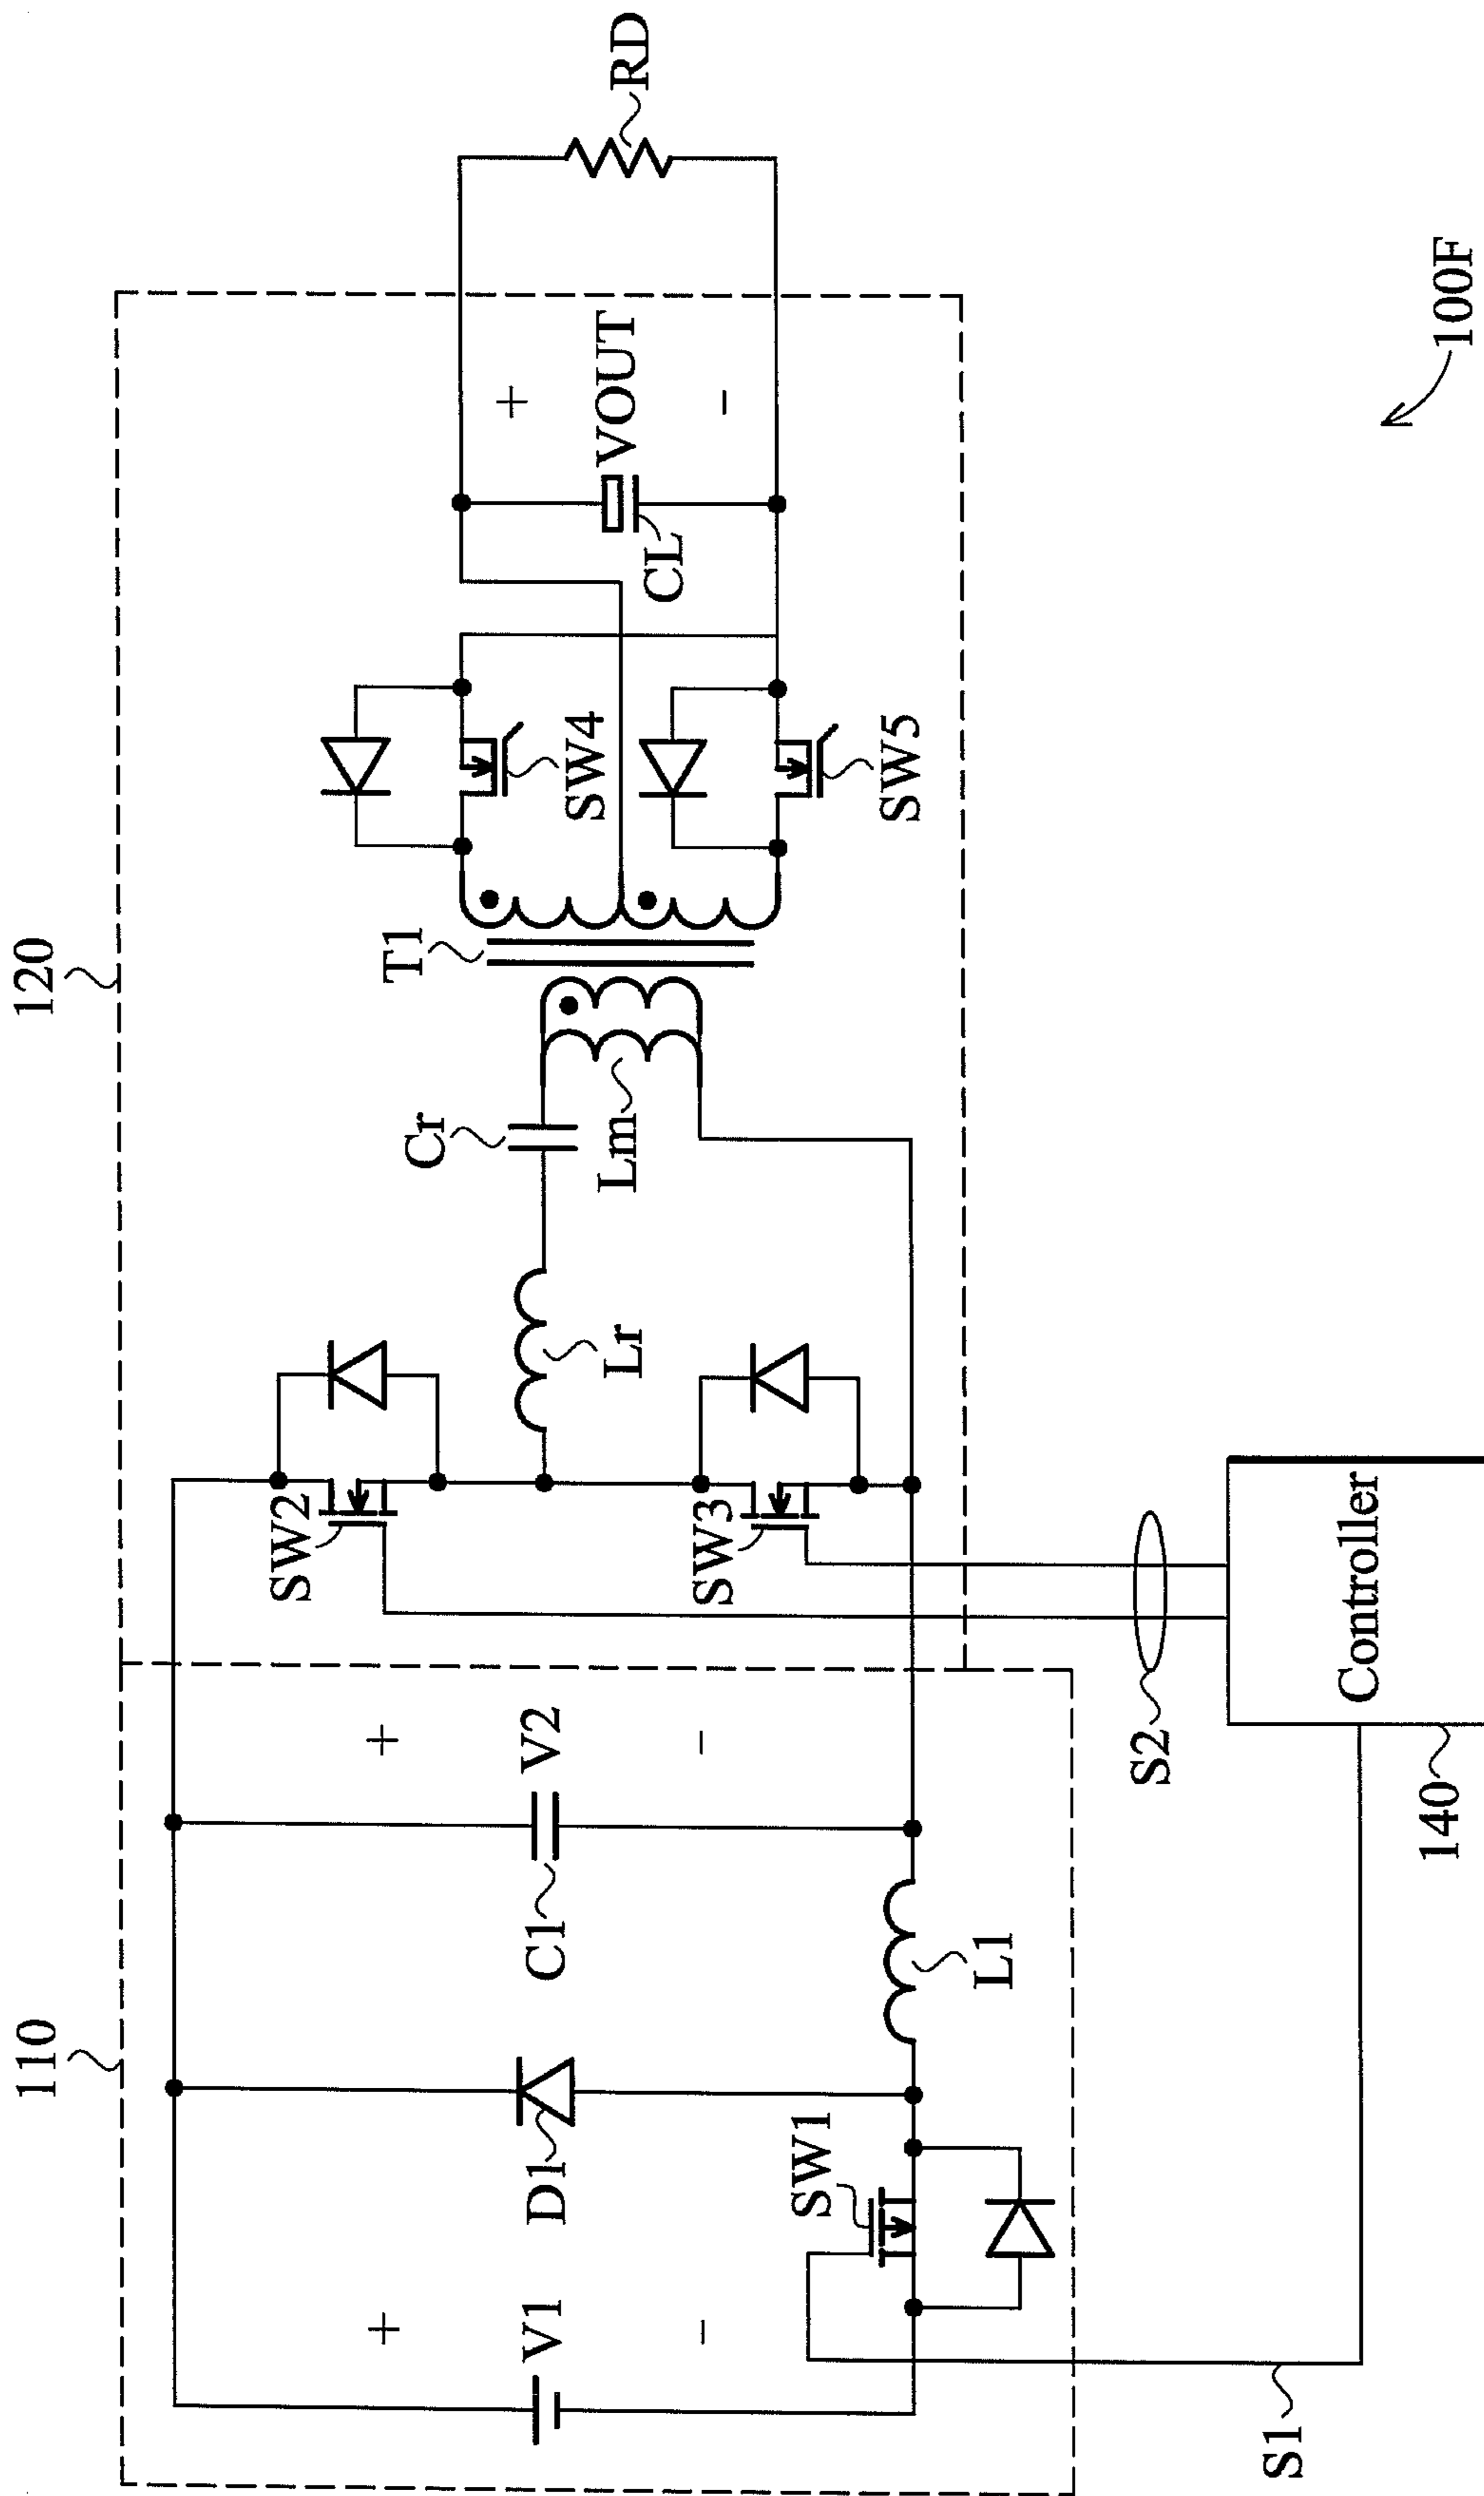 110
120
V1
+
-
D1
SW1
C1
V2
+
-
L1
S1
SW2
SW3
Lr
Cr
Lm
T1
SW4
SW5
CL
VOUT
+
-
RD
S2
Controller
140
100F